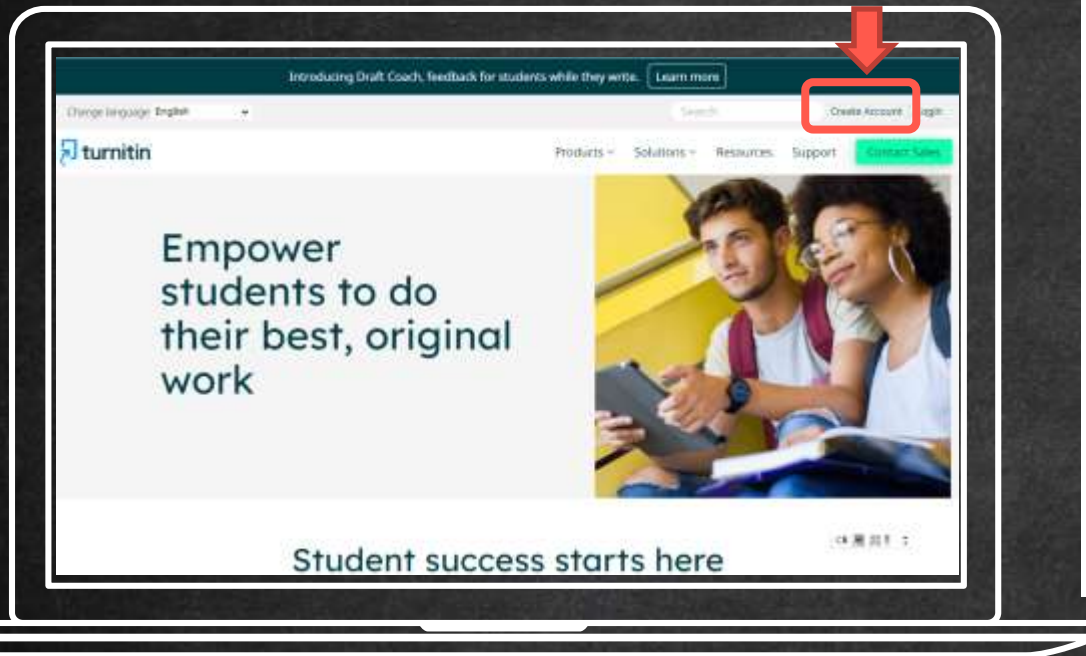 Introducing Draft Coach, feedback for students while they write. Learn more
Change language English Search Create Account Login
turnitin Products Solutions Resources Support Contact Sales
Empower
students to do
their best, original
work
Student success starts here